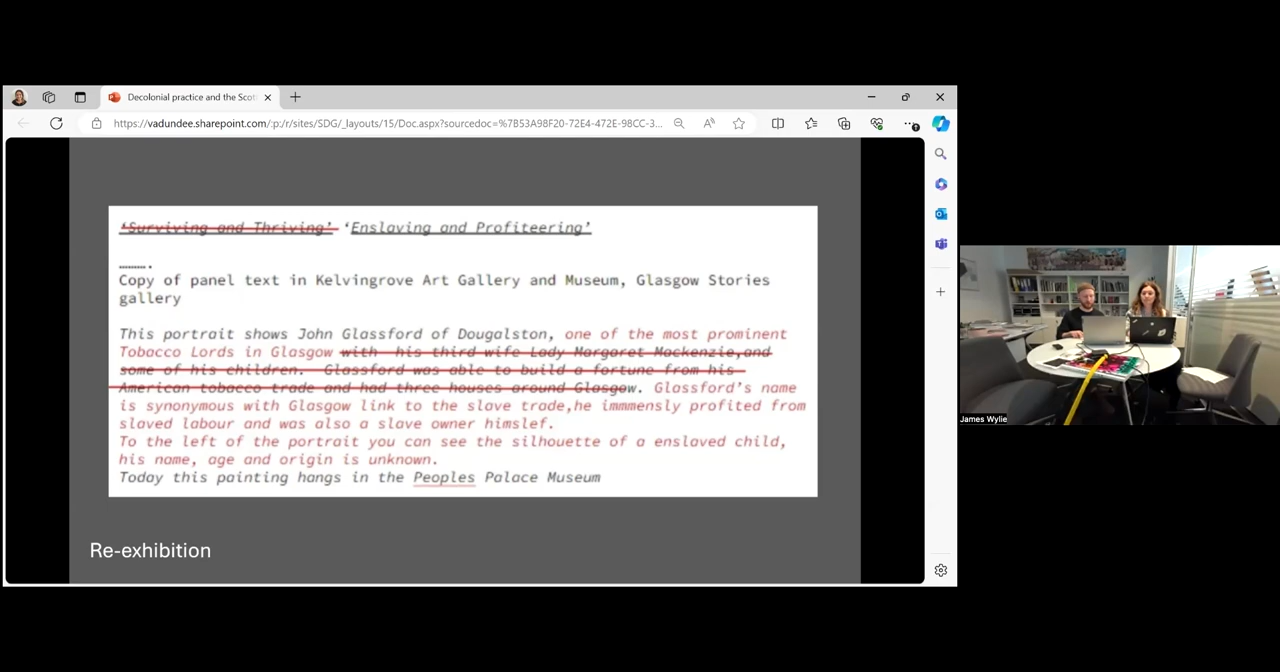 Decolonial practice and the Scot
https://vadundee.sharepoint.com/:p:/r/sites/SDG/_layouts/15/Doc.aspx?sourcedoc=%7B53A98F20-72E4-472E-98CC-3...
‘Surviving and Thriving’ ‘Enslaving and Profiteering’
Copy of panel text in Kelvingrove Art Gallery and Museum, Glasgow Stories
gallery
This portrait shows John Glassford of Dougalston, one of the most prominent
Tobacco Lords in Glasgow with his third wife Lady Margaret Mackenzie,and
some of his children. Glassford was able to build a fortune from his
American tobacco trade and had three houses around Glasgow. Glassford’s name
is synonymous with Glasgow link to the slave trade,he immmensly profited from
slaved labour and was also a slave owner himslef.
To the left of the portrait you can see the silhouette of a enslaved child,
his name, age and origin is unknown.
Today this painting hangs in the Peoples Palace Museum
Re-exhibition
James Wylie